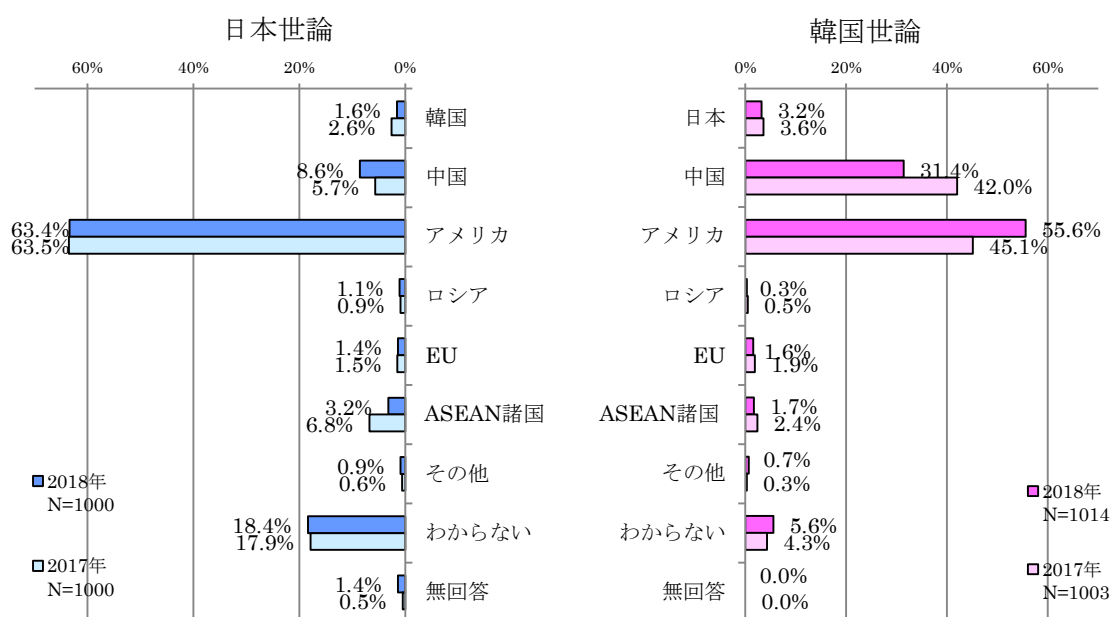 日本世論
60%
40%
20%
0%
1.6%
2.6%
韓国
8.6%
5.7%
中国
63.4%
63.5%
アメリカ
1.1%
0.9%
ロシア
1.4%
1.5%
EU
3.2%
6.8%
ASEAN諸国
0.9%
0.6%
その他
18.4%
17.9%
わからない
1.4%
0.5%
無回答
2018年
N=1000
2017年
N=1000
韓国世論
0%
20%
40%
60%
日本
3.2%
3.6%
中国
31.4%
42.0%
アメリカ
55.6%
45.1%
ロシア
0.3%
0.5%
EU
1.6%
1.9%
ASEAN諸国
1.7%
2.4%
その他
0.7%
0.3%
わからない
5.6%
4.3%
無回答
0.0%
0.0%
2018年
N=1014
2017年
N=1003